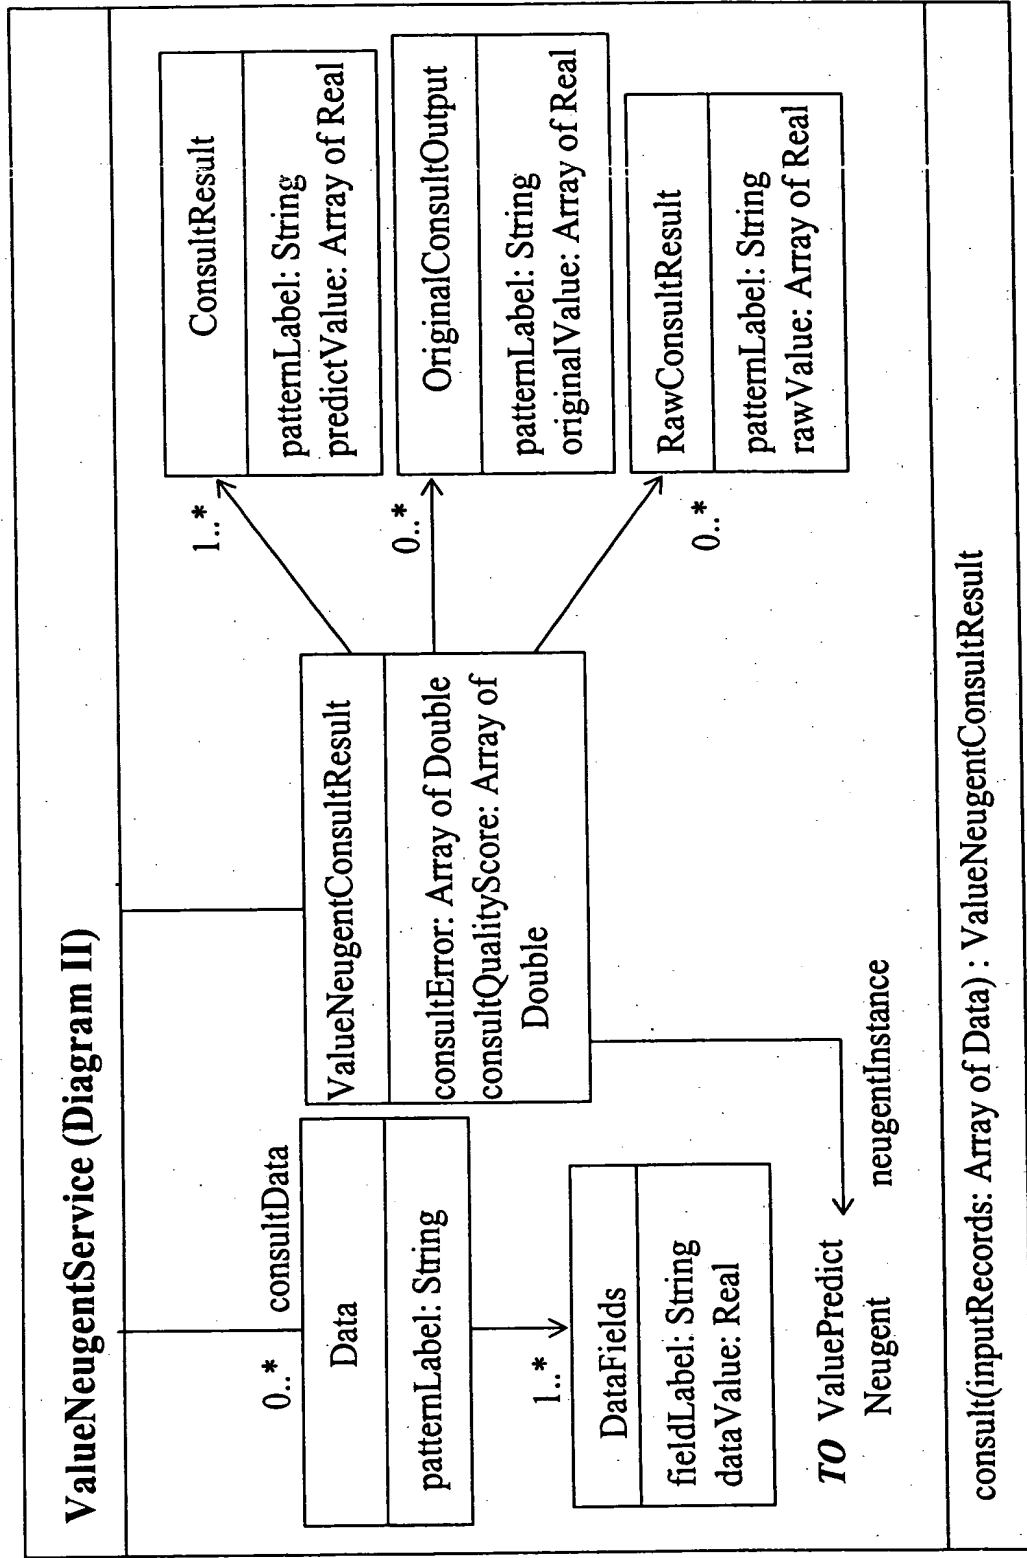 ValueNeugentService (Diagram II)
0..* consultData
Data
patternLabel: String
1..*
DataFields
fieldLabel: String
dataValue: Real
ValueNeugentConsultResult
consultError: Array of Double
consultQualityScore: Array of
Double
TO ValuePredict
Neugent
neugentInstance
1..*
ConsultResult
patternLabel: String
predictValue: Array of Real
0..*
OriginalConsultOutput
patternLabel: String
originalValue: Array of Real
0..*
RawConsultResult
patternLabel: String
rawValue: Array of Real
consult(inputRecords: Array of Data) : ValueNeugentConsultResult